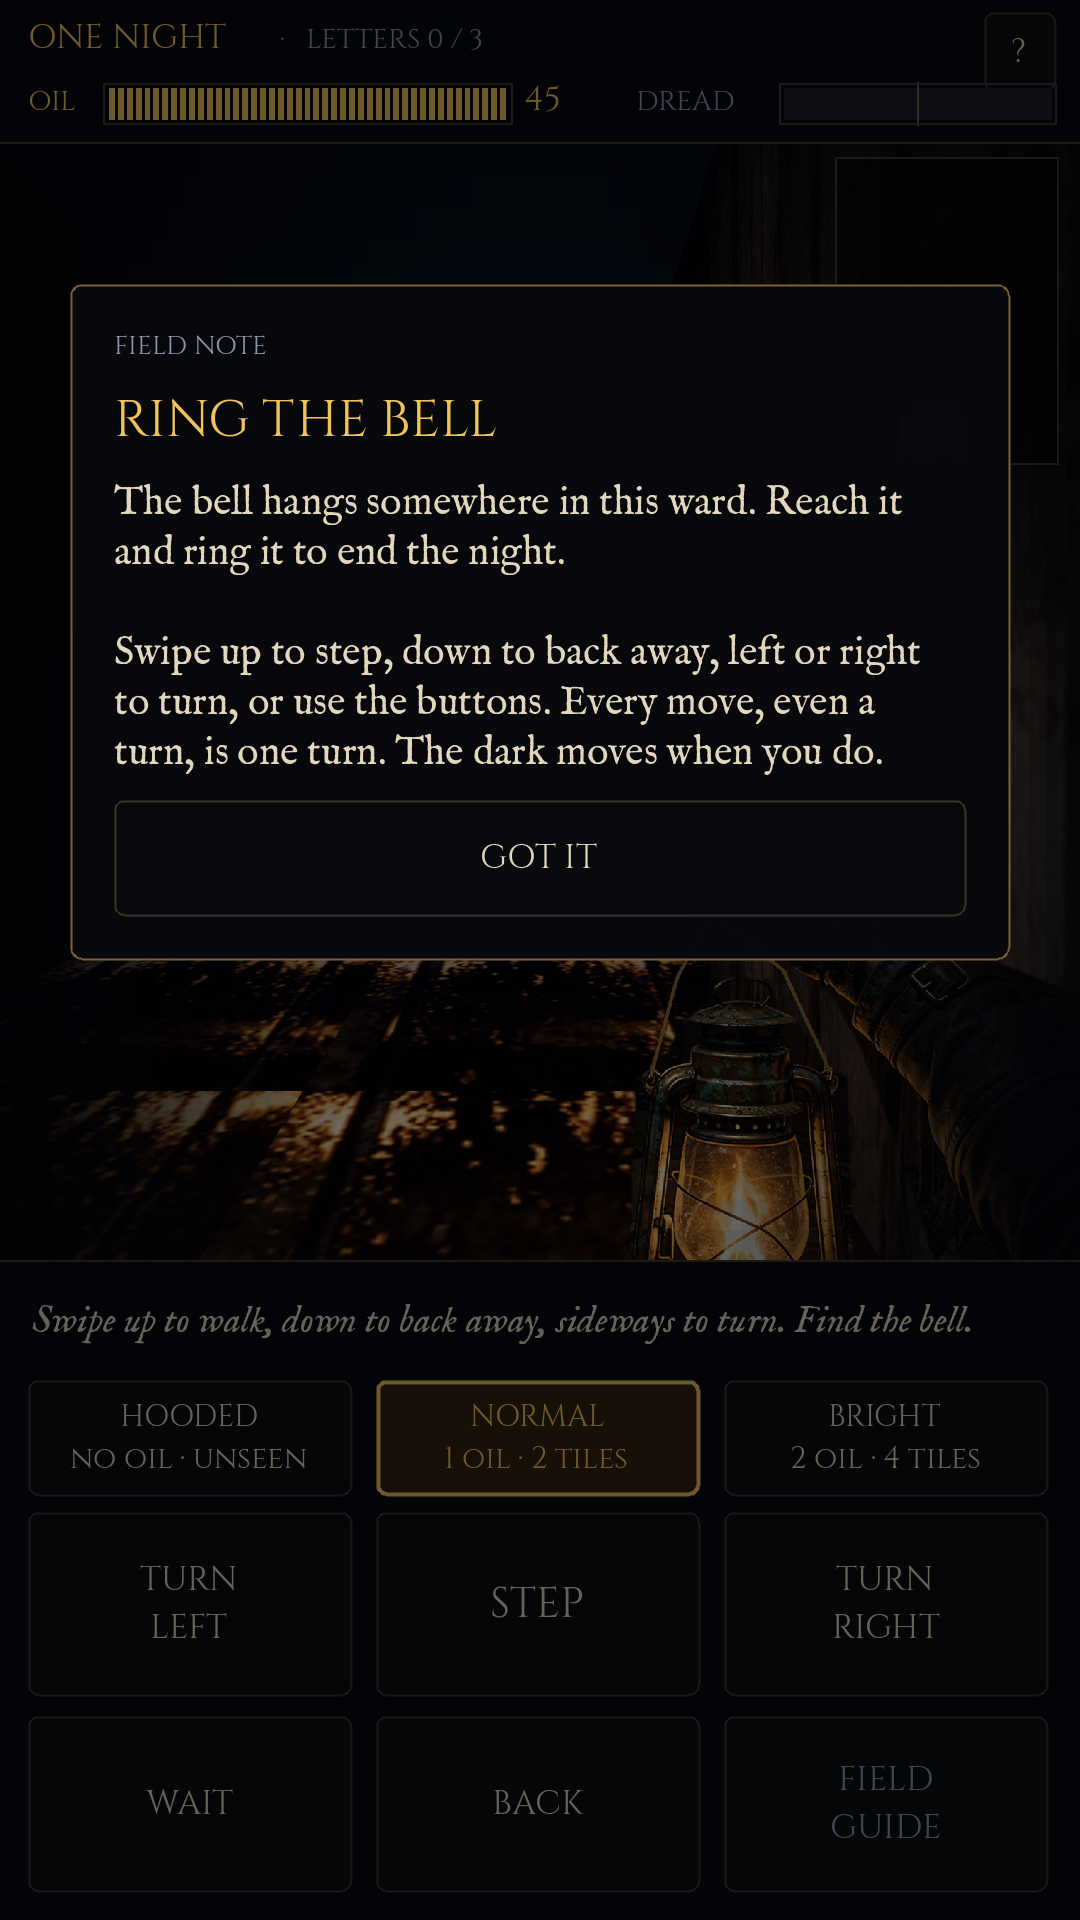 ONE NIGHT · LETTERS 0 / 3
?
OIL 45 DREAD
FIELD NOTE
RING THE BELL
The bell hangs somewhere in this ward. Reach it
and ring it to end the night.
Swipe up to step, down to back away, left or right
to turn, or use the buttons. Every move, even a
turn, is one turn. The dark moves when you do.
GOT IT
Swipe up to walk, down to back away, sideways to turn. Find the bell.
HOODED
NO OIL · UNSEEN
NORMAL
1 OIL · 2 TILES
BRIGHT
2 OIL · 4 TILES
TURN
LEFT
STEP
TURN
RIGHT
WAIT
BACK
FIELD
GUIDE